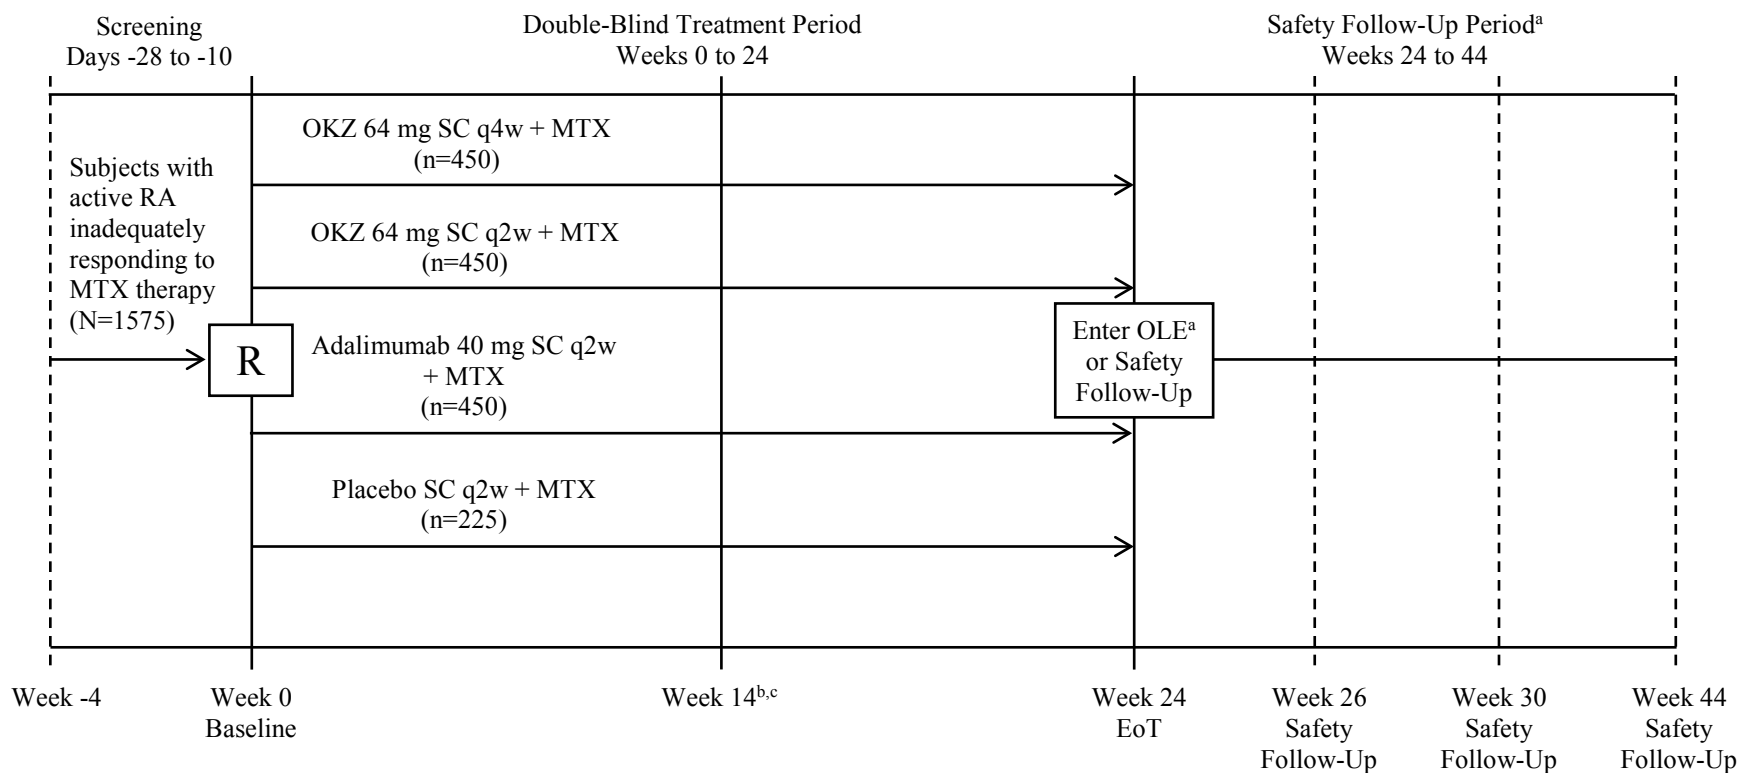 Screening
Days -28 to -10
Double-Blind Treatment Period
Weeks 0 to 24
Safety Follow-Up Periodᵃ
Weeks 24 to 44
Subjects with
active RA
inadequately
responding to
MTX therapy
(N=1575)
R
OKZ 64 mg SC q4w + MTX
(n=450)
OKZ 64 mg SC q2w + MTX
(n=450)
Adalimumab 40 mg SC q2w
+ MTX
(n=450)
Placebo SC q2w + MTX
(n=225)
Enter OLEᵃ
or Safety
Follow-Up
Week -4
Week 0
Baseline
Week 14ᵇ,ᶜ
Week 24
EoT
Week 26
Safety
Follow-Up
Week 30
Safety
Follow-Up
Week 44
Safety
Follow-Up